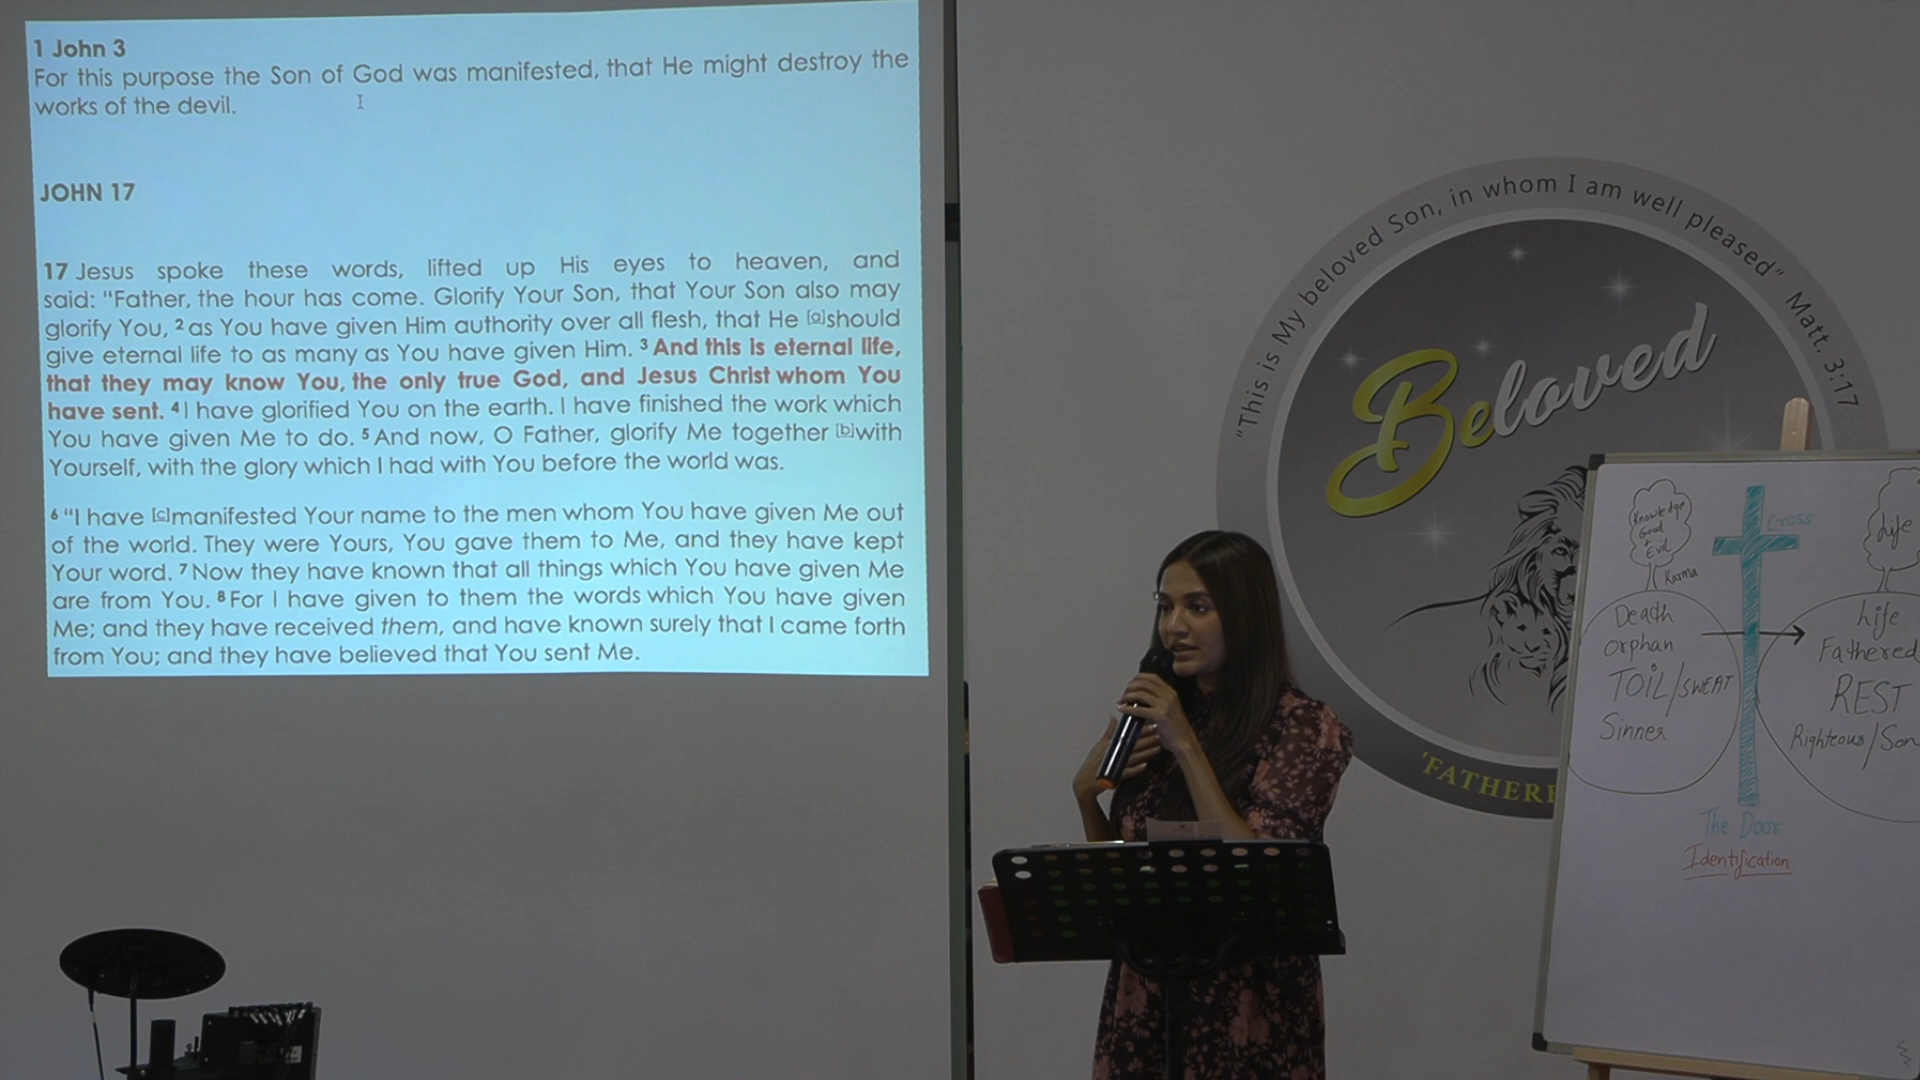 1 John 3
For this purpose the Son of God was manifested, that He might destroy the
works of the devil.
JOHN 17
17 Jesus spoke these words, lifted up His eyes to heaven, and
said: “Father, the hour has come. Glorify Your Son, that Your Son also may
glorify You, 2 as You have given Him authority over all flesh, that He [a]should
give eternal life to as many as You have given Him. 3 And this is eternal life,
that they may know You, the only true God, and Jesus Christ whom You
have sent. 4 I have glorified You on the earth. I have finished the work which
You have given Me to do. 5 And now, O Father, glorify Me together [b]with
Yourself, with the glory which I had with You before the world was.
6 “I have [c]manifested Your name to the men whom You have given Me out
of the world. They were Yours, You gave them to Me, and they have kept
Your word. 7 Now they have known that all things which You have given Me
are from You. 8 For I have given to them the words which You have given
Me; and they have received them, and have known surely that I came forth
from You; and they have believed that You sent Me.
"This is My beloved Son, in whom I am well pleased" Matt. 3:17
Beloved
Knowledge
Good
+
Evil
Karma
Death
Orphan
TOIL/SWEAT
Sinner
Cross
Life
Life
Fathered
REST
Righteous/Son
The Door
Identification